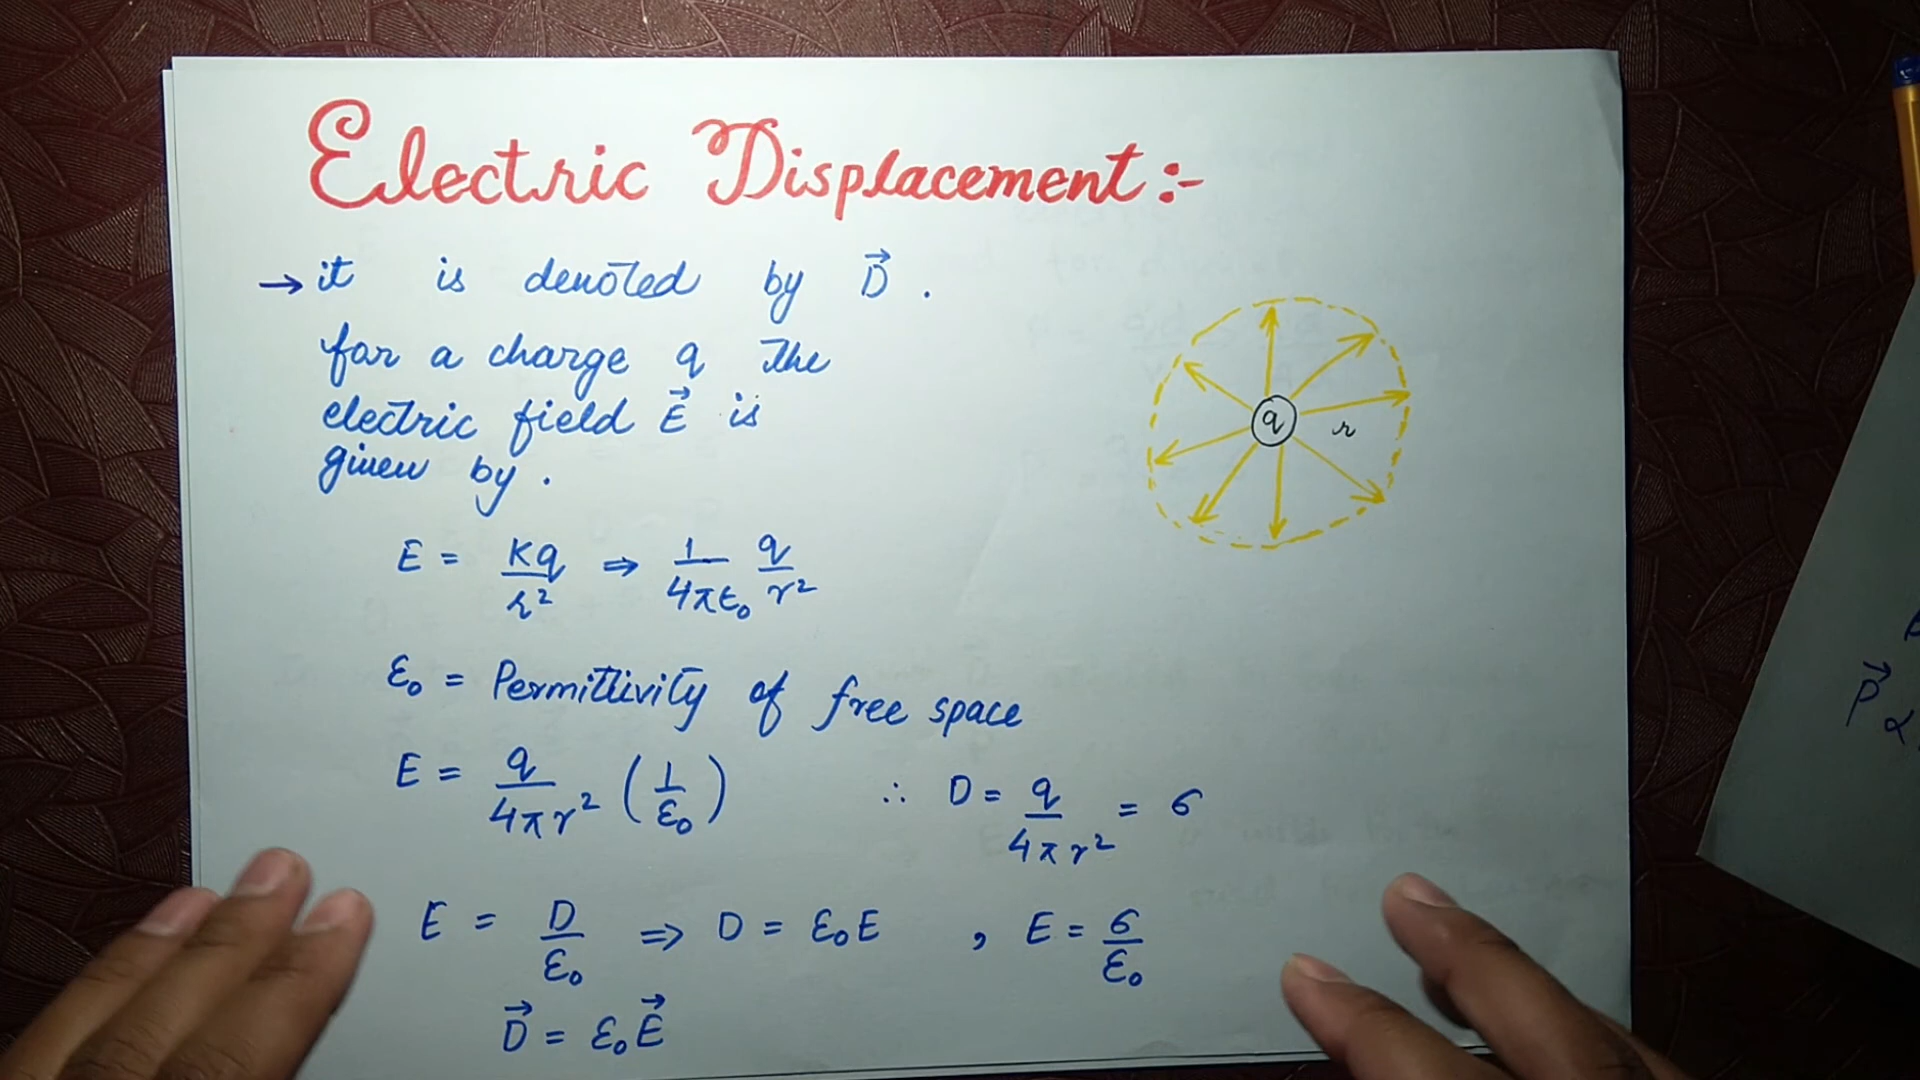 Electric Displacement :-
→ it is denoted by D⃗ .
for a charge q the
electric field E⃗ is
given by .
q
r
E = Kq/r² ⇒ 1/4πε₀ q/r²
ε₀ = Permittivity of free space
E = q/4πr² (1/ε₀) ∴ D = q/4πr² = σ
E = D/ε₀ ⇒ D = ε₀E , E = σ/ε₀
D⃗ = ε₀E⃗
P⃗ α